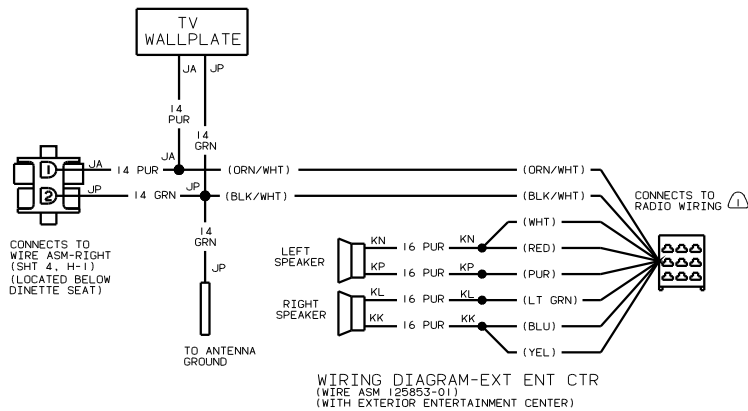 TV
WALLPLATE
JA
JP
14
PUR
14
GRN
JA
1
JA
14 PUR
(ORN/WHT)
(ORN/WHT)
2
JP
14 GRN
JP
(BLK/WHT)
(BLK/WHT)
CONNECTS TO
RADIO WIRING 1
(WHT)
14
GRN
CONNECTS TO
WIRE ASM-RIGHT
(SHT 4, H-1)
(LOCATED BELOW
DINETTE SEAT)
JP
LEFT
SPEAKER
KN
16 PUR
KN
(RED)
KP
16 PUR
KP
(PUR)
RIGHT
SPEAKER
KL
16 PUR
KL
(LT GRN)
KK
16 PUR
KK
(BLU)
(YEL)
TO ANTENNA
GROUND
WIRING DIAGRAM-EXT ENT CTR
(WIRE ASM 125853-01)
(WITH EXTERIOR ENTERTAINMENT CENTER)